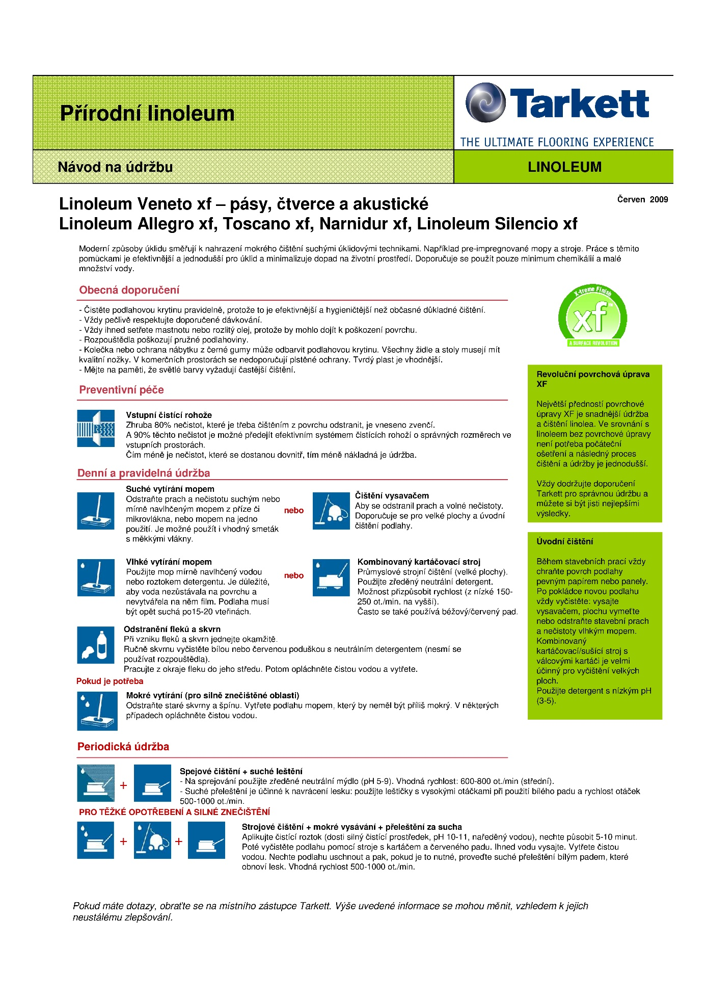 Přírodní linoleum
Tarkett
THE ULTIMATE FLOORING EXPERIENCE
Návod na údržbu
LINOLEUM
Červen 2009
Linoleum Veneto xf – pásy, čtverce a akustické
Linoleum Allegro xf, Toscano xf, Narnidur xf, Linoleum Silencio xf
Moderní způsoby úklidu směřují k nahrazení mokrého čištění suchými úklidovými technikami. Například pre-impregnované mopy a stroje. Práce s těmito
pomůckami je efektivnější a jednodušší pro úklid a minimalizuje dopad na životní prostředí. Doporučuje se použít pouze minimum chemikálií a malé
množství vody.
Obecná doporučení
- Čistěte podlahovou krytinu pravidelně, protože to je efektivnější a hygieničtější než občasné důkladné čištění.
- Vždy pečlivě respektujte doporučené dávkování.
- Vždy ihned setřete mastnotu nebo rozlitý olej, protože by mohlo dojít k poškození povrchu.
- Rozpouštědla poškozují pružné podlahoviny.
- Kolečka nebo ochrana nábytku z černé gumy může odbarvit podlahovou krytinu. Všechny židle a stoly musejí mít
kvalitní nožky. V komerčních prostorách se nedoporučují plstěné ochrany. Tvrdý plast je vhodnější.
- Mějte na paměti, že světlé barvy vyžadují častější čištění.
X-treme Finish
xf™
A SURFACE REVOLUTION
Preventivní péče
Vstupní čistící rohože
Zhruba 80% nečistot, které je třeba čištěním z povrchu odstranit, je vneseno zvenčí.
A 90% těchto nečistot je možné předejít efektivním systémem čistících rohoží o správných rozměrech ve
vstupních prostorách.
Čím méně je nečistot, které se dostanou dovnitř, tím méně nákladná je údržba.
Revoluční povrchová úprava
XF
Největší předností povrchové
úpravy XF je snadnější údržba
a čištění linolea. Ve srovnání s
linoleem bez povrchové úpravy
není potřeba počáteční
ošetření a následný proces
čištění a údržby je jednodušší.
Vždy dodržujte doporučení
Tarkett pro správnou údržbu a
můžete si být jisti nejlepšími
výsledky.
Denní a pravidelná údržba
Suché vytírání mopem
Odstraňte prach a nečistotu suchým nebo
mírně navlhčeným mopem z příze či
mikrovlákna, nebo mopem na jedno
použití. Je možné použít i vhodný smeták
s měkkými vlákny.
nebo
Čištění vysavačem
Aby se odstranil prach a volné nečistoty.
Doporučuje se pro velké plochy a úvodní
čištění podlahy.
Vlhké vytírání mopem
Použijte mop mírně navlhčený vodou
nebo roztokem detergentu. Je důležité,
aby voda nezůstávala na povrchu a
nevytvářela na něm film. Podlaha musí
být opět suchá po15-20 vteřinách.
nebo
Kombinovaný kartáčovací stroj
Průmyslové strojní čištění (velké plochy).
Použijte zředěný neutrální detergent.
Možnost přizpůsobit rychlost (z nízké 150-
250 ot./min. na vyšší).
Často se také používá béžový/červený pad.
Úvodní čištění
Během stavebních prací vždy
chraňte povrch podlahy
pevným papírem nebo panely.
Po pokládce novou podlahu
vždy vyčistěte: vysajte
vysavačem, plochu vymeťte
nebo odstraňte stavební prach
a nečistoty vlhkým mopem.
Kombinovaný
kartáčovací/sušící stroj s
válcovými kartáči je velmi
účinný pro vyčištění velkých
ploch.
Použijte detergent s nízkým pH
(3-5).
Odstranění fleků a skvrn
Při vzniku fleků a skvrn jednejte okamžitě.
Ručně skvrnu vyčistěte bílou nebo červenou poduškou s neutrálním detergentem (nesmí se
používat rozpouštědla).
Pracujte z okraje fleku do jeho středu. Potom opláchněte čistou vodou a vytřete.
Pokud je potřeba
Mokré vytírání (pro silně znečištěné oblasti)
Odstraňte staré skvrny a špínu. Vytřete podlahu mopem, který by neměl být příliš mokrý. V některých
případech opláchněte čistou vodou.
Periodická údržba
+
Spejové čištění + suché leštění
- Na sprejování použijte zředěné neutrální mýdlo (pH 5-9). Vhodná rychlost: 600-800 ot./min (střední).
- Suché přeleštění je účinné k navrácení lesku: použijte leštičky s vysokými otáčkami při použití bílého padu a rychlost otáček
500-1000 ot./min.
PRO TĚŽKÉ OPOTŘEBENÍ A SILNÉ ZNEČIŠTĚNÍ
+ +
Strojové čištění + mokré vysávání + přeleštění za sucha
Aplikujte čistící roztok (dosti silný čistící prostředek, pH 10-11, naředěný vodou), nechte působit 5-10 minut.
Poté vyčistěte podlahu pomocí stroje s kartáčem a červeného padu. Ihned vodu vysajte. Vytřete čistou
vodou. Nechte podlahu uschnout a pak, pokud je to nutné, proveďte suché přeleštění bílým padem, které
obnoví lesk. Vhodná rychlost 500-1000 ot./min.
Pokud máte dotazy, obraťte se na místního zástupce Tarkett. Výše uvedené informace se mohou měnit, vzhledem k jejich
neustálému zlepšování.